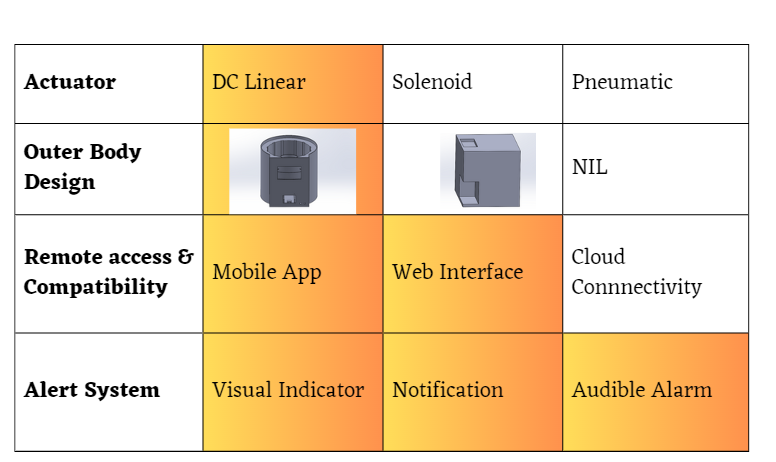 Actuator DC Linear Solenoid Pneumatic
Outer Body
Design
NIL
Remote access &
Compatibility
Mobile App Web Interface
Cloud
Connnectivity
Alert System Visual Indicator Notification Audible Alarm